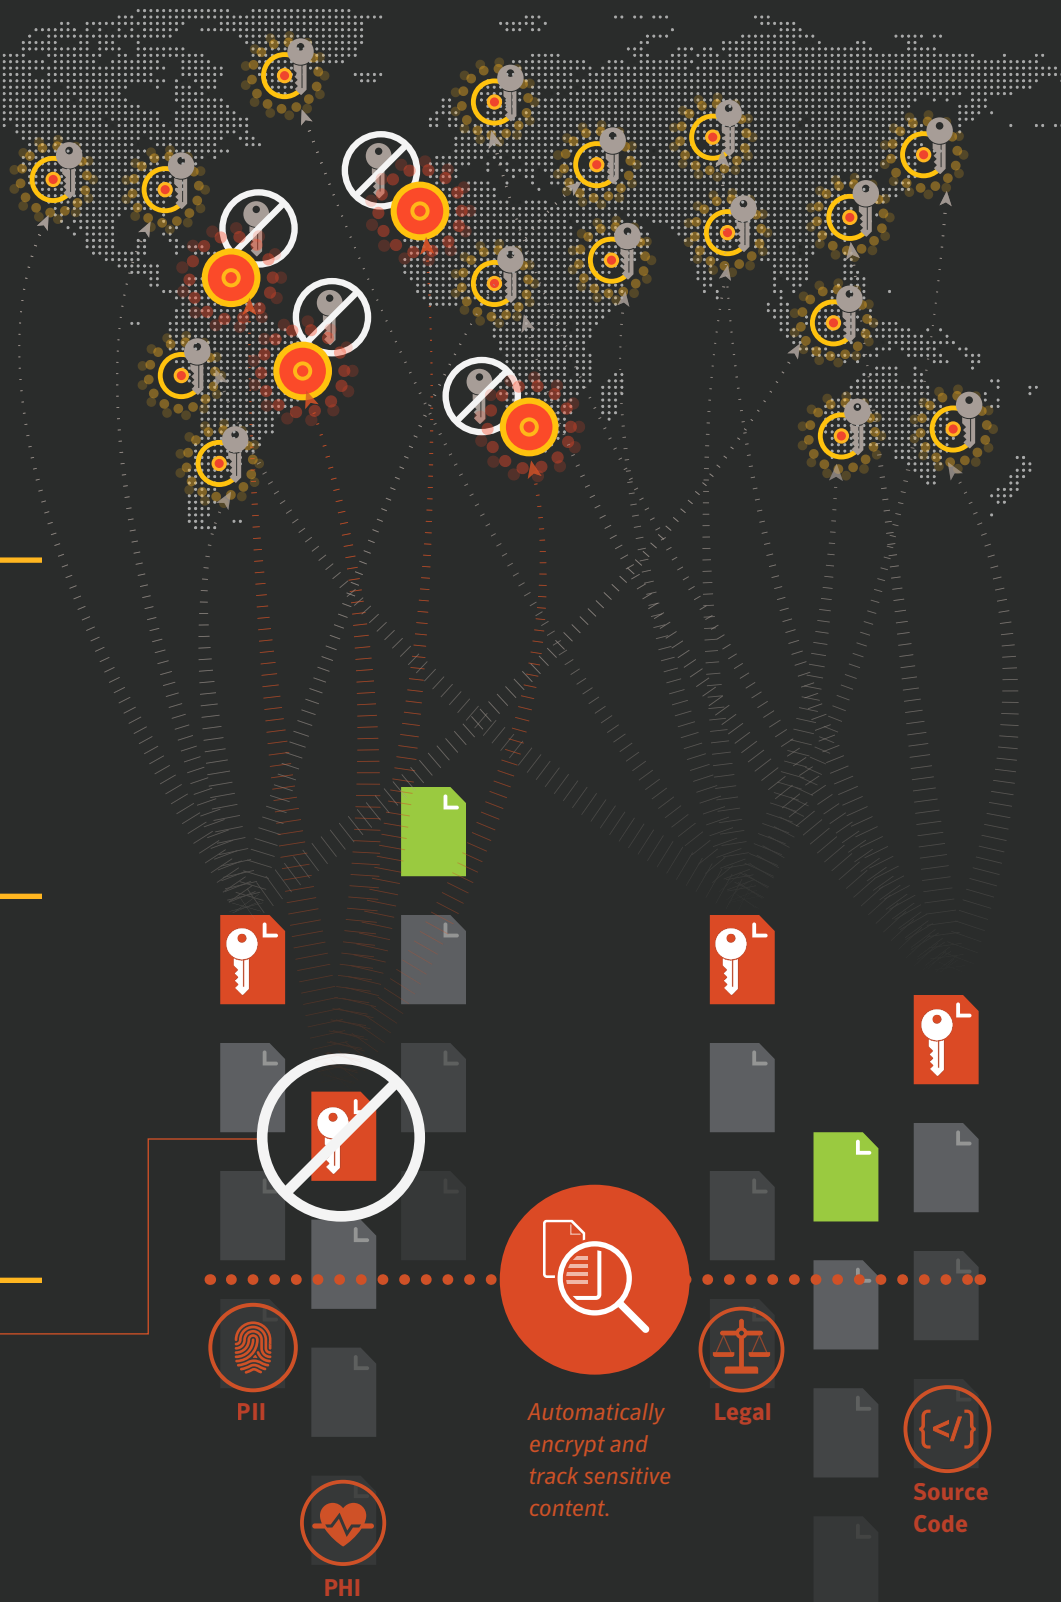 PII
Automatically
encrypt and
track sensitive
content.
Legal
{</}
Source
Code
PHI